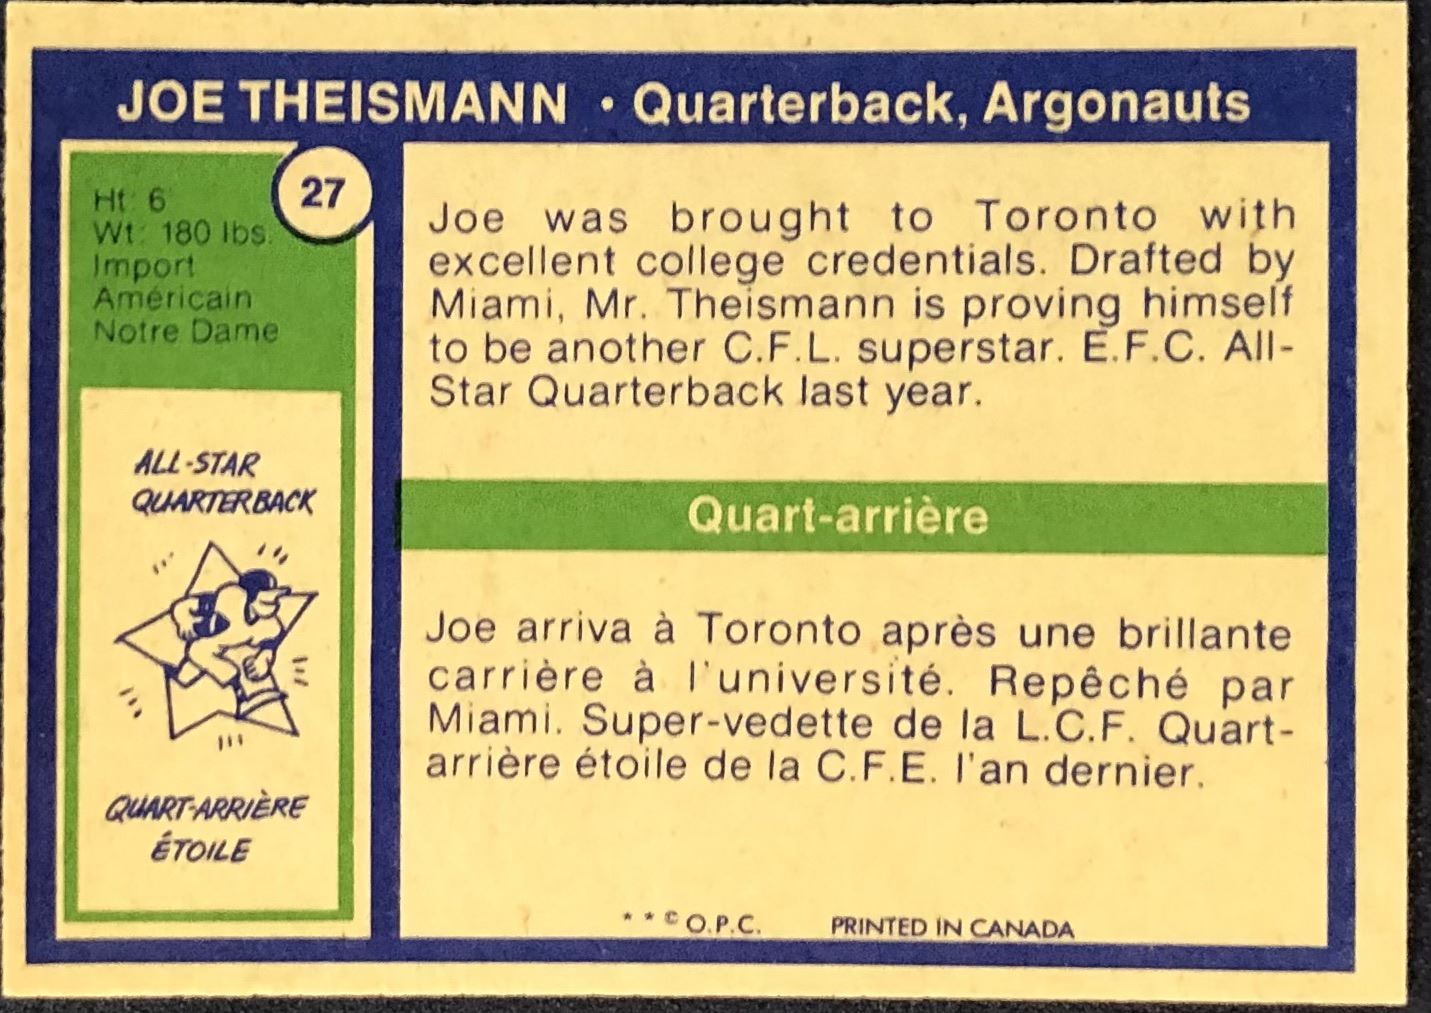 JOE THEISMANN • Quarterback, Argonauts
27
Ht: 6'
Wt: 180 lbs.
Import
Américain
Notre Dame
ALL-STAR
QUARTERBACK
QUART-ARRIÈRE
ÉTOILE
Joe was brought to Toronto with
excellent college credentials. Drafted by
Miami, Mr. Theismann is proving himself
to be another C.F.L. superstar. E.F.C. All-
Star Quarterback last year.
Quart-arrière
Joe arriva à Toronto après une brillante
carrière à l'université. Repêché par
Miami. Super-vedette de la L.C.F. Quart-
arrière étoile de la C.F.E. l'an dernier.
* * © O.P.C. PRINTED IN CANADA